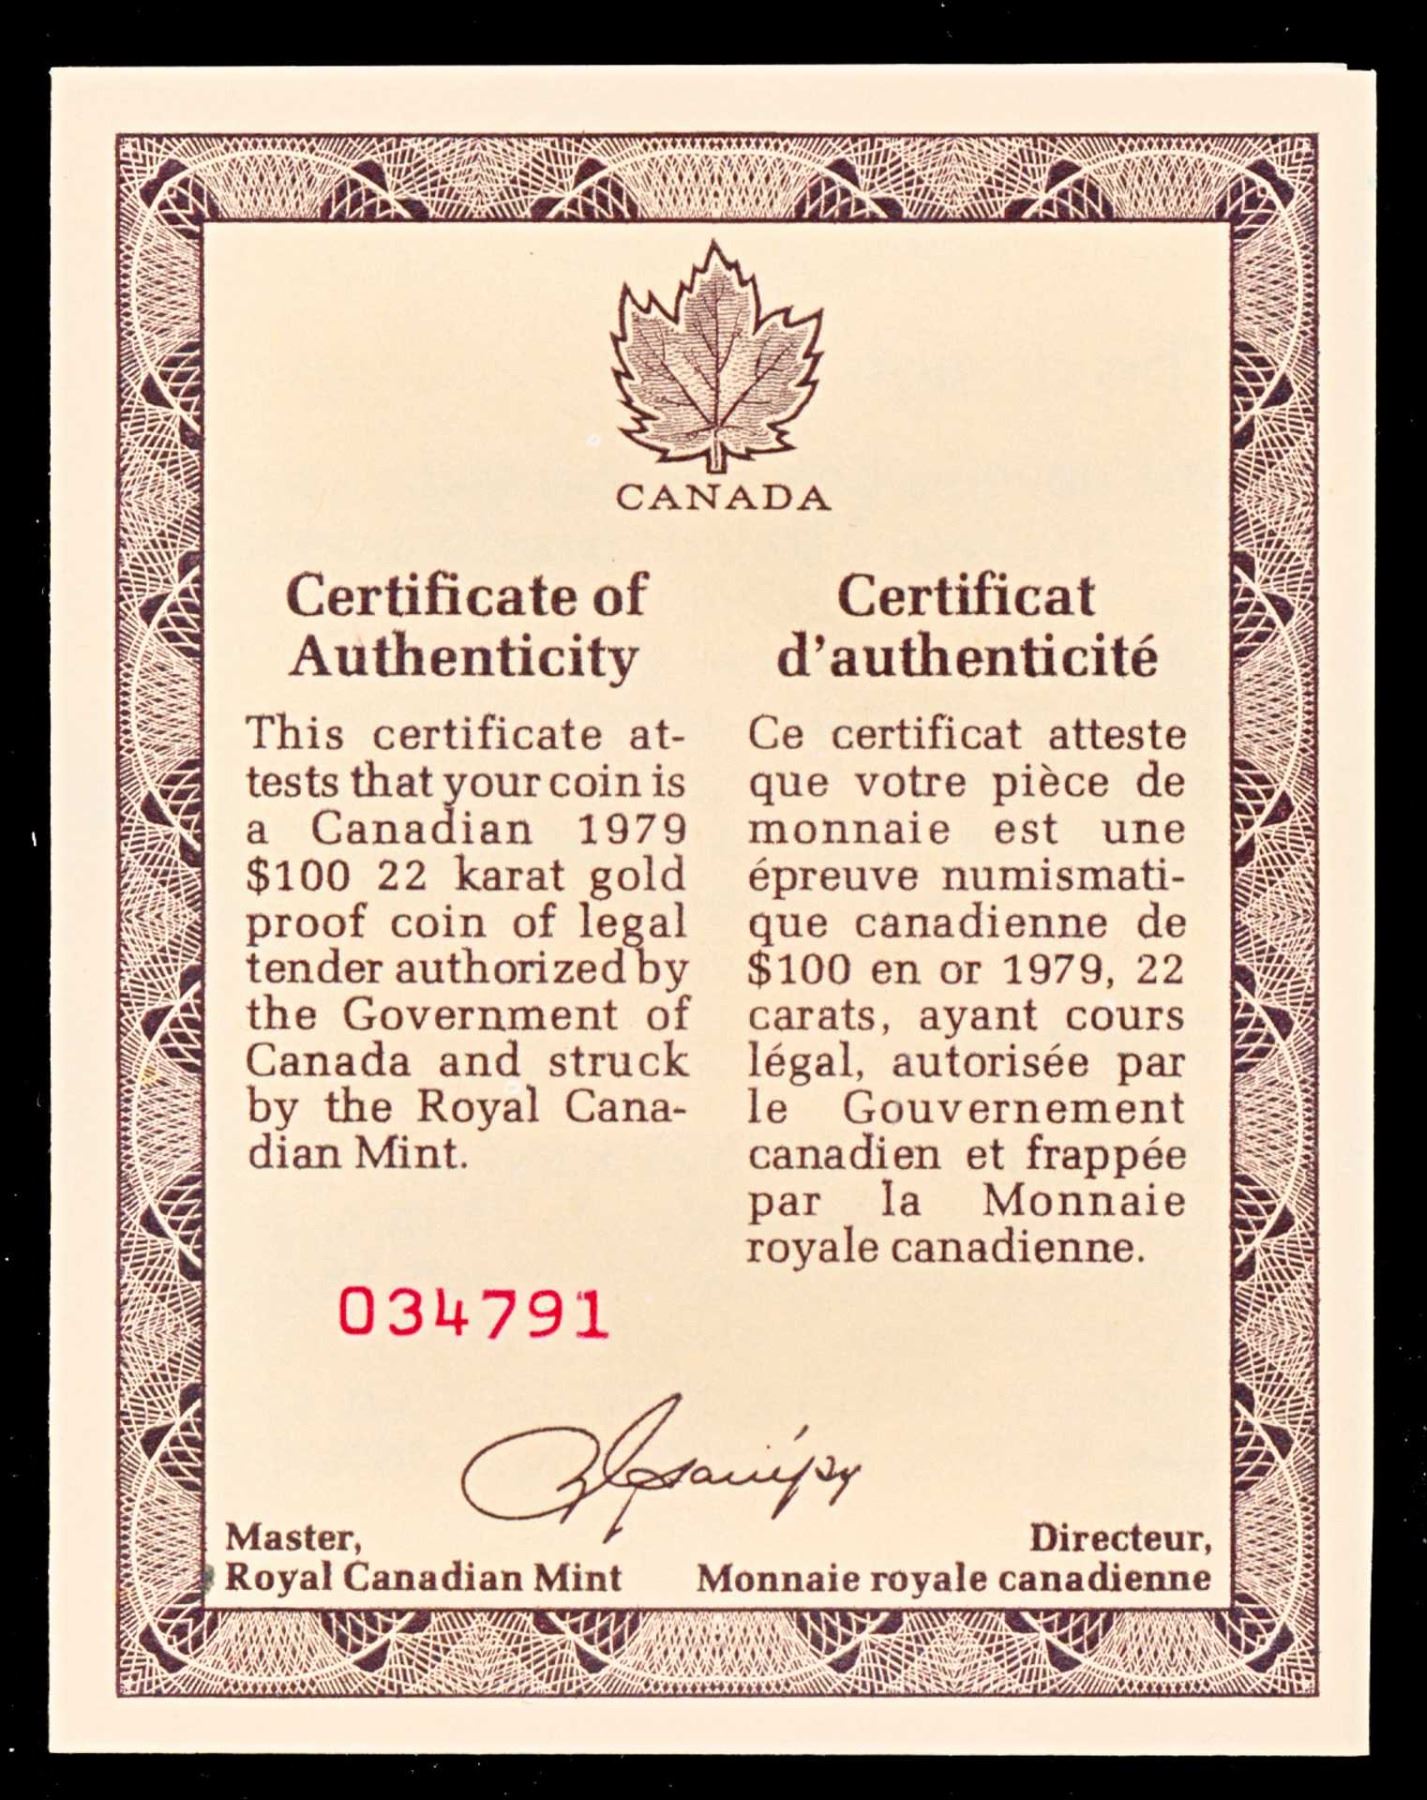 CANADA
Certificate of
Authenticity
This certificate at-
tests that your coin is
a Canadian 1979
$100 22 karat gold
proof coin of legal
tender authorized by
the Government of
Canada and struck
by the Royal Cana-
dian Mint.
034791
Certificat
d'authenticité
Ce certificat atteste
que votre pièce de
monnaie est une
épreuve numismati-
que canadienne de
$100 en or 1979, 22
carats, ayant cours
légal, autorisée par
le Gouvernement
canadien et frappée
par la Monnaie
royale canadienne.
Master,
Royal Canadian Mint
Directeur,
Monnaie royale canadienne